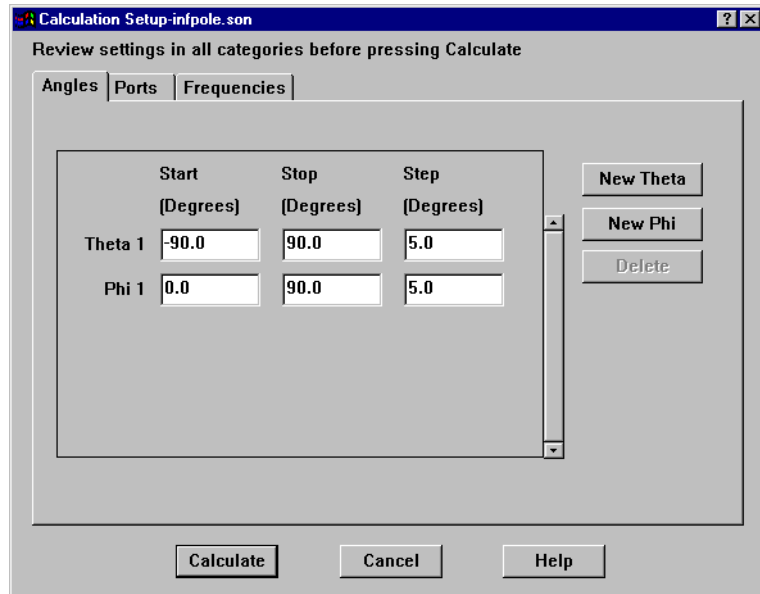 Calculation Setup-infpole.son
Review settings in all categories before pressing Calculate
Angles Ports Frequencies
Start Stop Step
(Degrees) (Degrees) (Degrees)
New Theta
New Phi
Theta 1 -90.0 90.0 5.0
Delete
Phi 1 0.0 90.0 5.0
Calculate Cancel Help